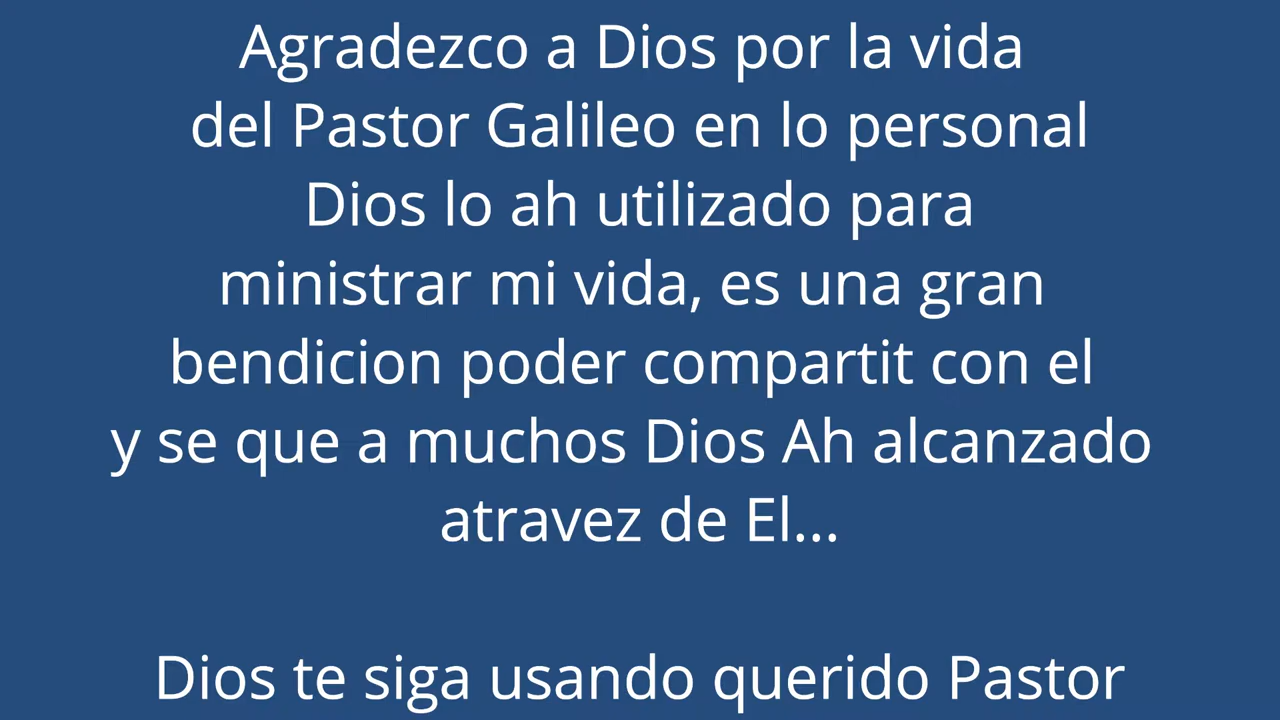 Agradezco a Dios por la vida
del Pastor Galileo en lo personal
Dios lo ah utilizado para
ministrar mi vida, es una gran
bendicion poder compartit con el
y se que a muchos Dios Ah alcanzado
atravez de El...
Dios te siga usando querido Pastor